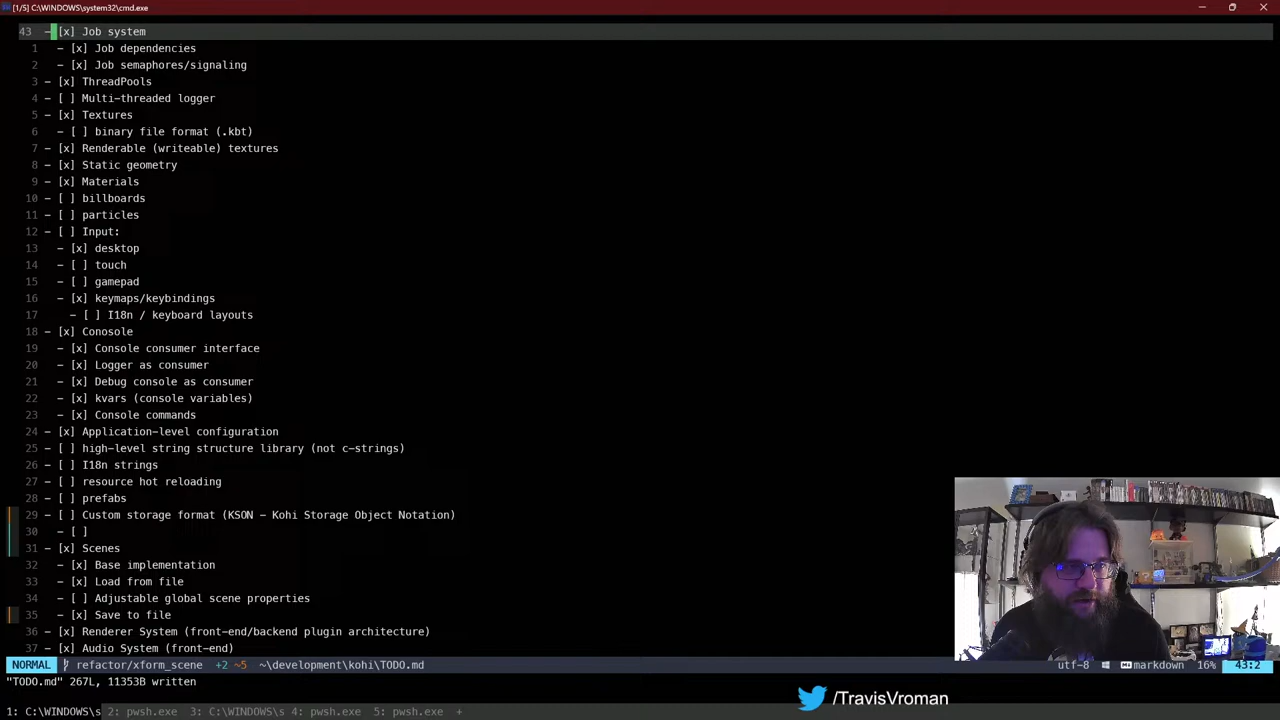 [1/5] C:\WINDOWS\system32\cmd.exe
43 - [x] Job system
1 - [x] Job dependencies
2 - [x] Job semaphores/signaling
3 - [x] ThreadPools
4 - [ ] Multi-threaded logger
5 - [x] Textures
6 - [ ] binary file format (.kbt)
7 - [x] Renderable (writeable) textures
8 - [x] Static geometry
9 - [x] Materials
10 - [ ] billboards
11 - [ ] particles
12 - [ ] Input:
13 - [x] desktop
14 - [ ] touch
15 - [ ] gamepad
16 - [x] keymaps/keybindings
17 - [ ] I18n / keyboard layouts
18 - [x] Conosole
19 - [x] Console consumer interface
20 - [x] Logger as consumer
21 - [x] Debug console as consumer
22 - [x] kvars (console variables)
23 - [x] Console commands
24 - [x] Application-level configuration
25 - [ ] high-level string structure library (not c-strings)
26 - [ ] I18n strings
27 - [ ] resource hot reloading
28 - [ ] prefabs
29 - [ ] Custom storage format (KSON - Kohi Storage Object Notation)
30 - [ ]
31 - [x] Scenes
32 - [x] Base implementation
33 - [x] Load from file
34 - [ ] Adjustable global scene properties
35 - [x] Save to file
36 - [x] Renderer System (front-end/backend plugin architecture)
37 - [x] Audio System (front-end)
NORMAL refactor/xform_scene +2 ~5 ~\development\kohi\TODO.md utf-8 markdown 16% 43:2
"TODO.md" 267L, 11353B written
/TravisVroman
1: C:\WINDOWS\s 2: pwsh.exe 3: C:\WINDOWS\s 4: pwsh.exe 5: pwsh.exe +